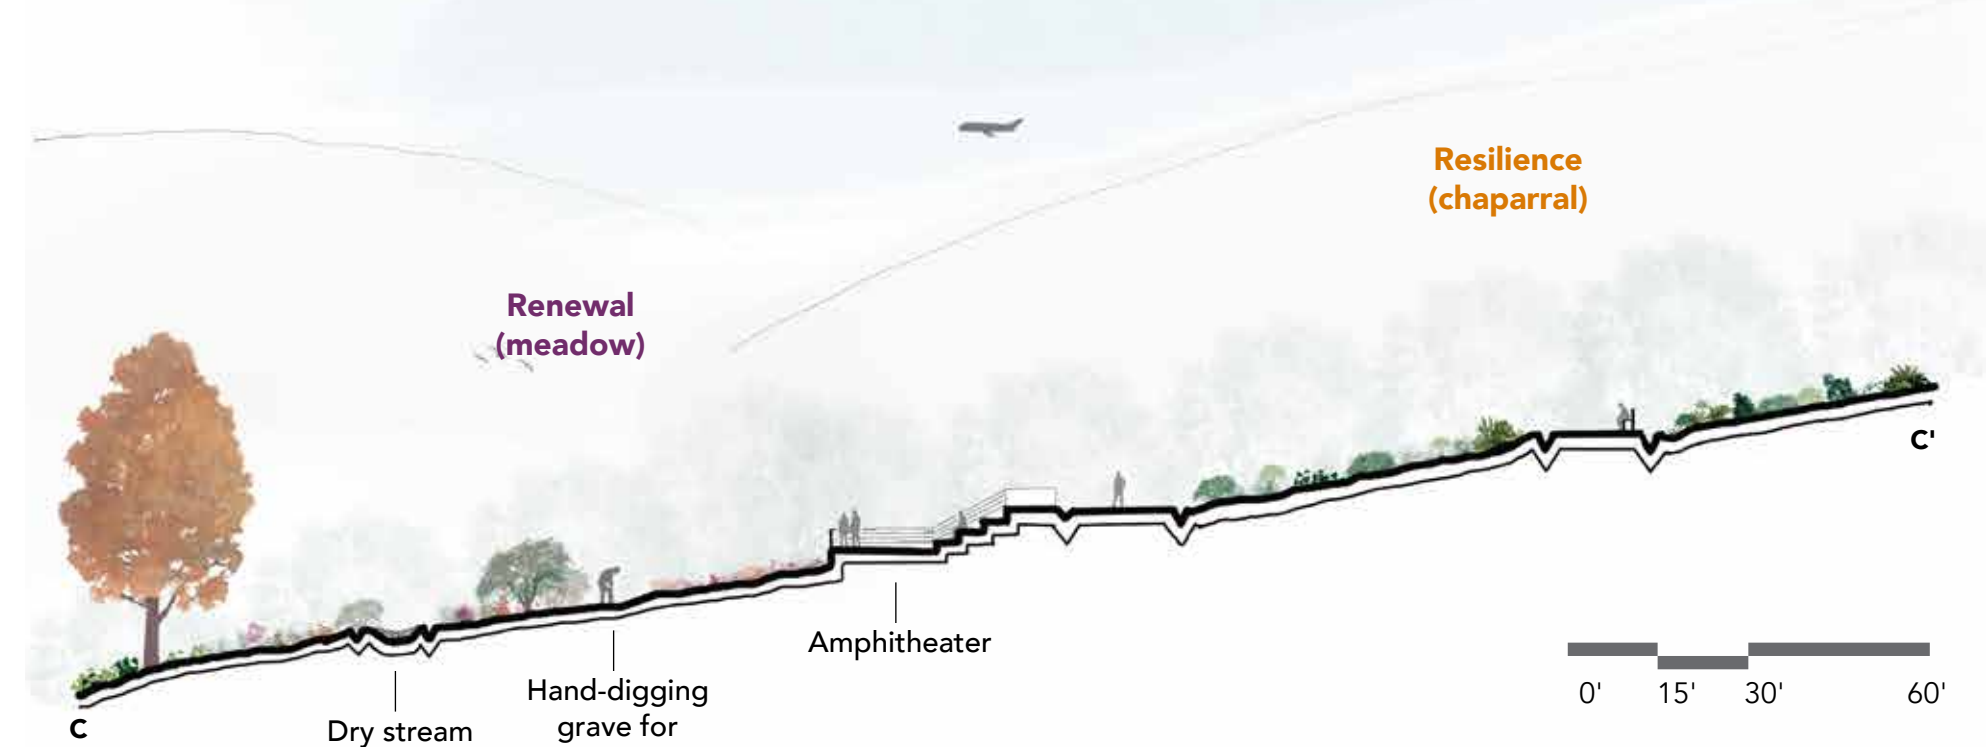 Resilience
(chaparral)
Renewal
(meadow)
C'
Amphitheater
0' 15' 30' 60'
Hand-digging
grave for
C
Dry stream